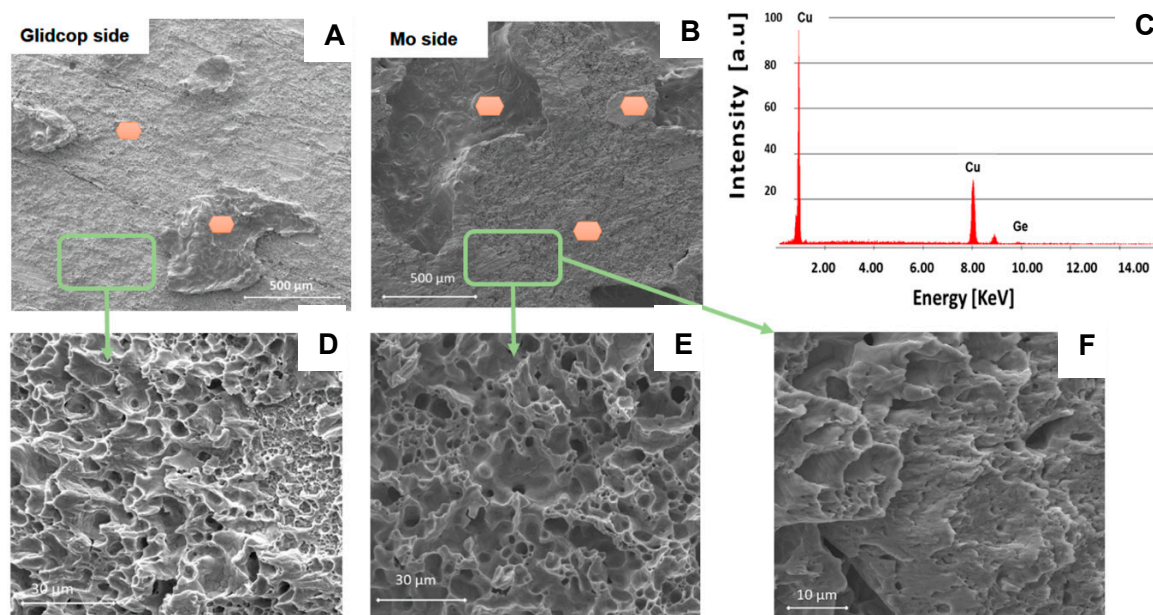 Glidcop side
A
500 µm
Mo side
B
500 µm
C
Intensity [a.u]
100
80
60
40
20
Cu
Cu
Ge
2.00 4.00 6.00 8.00 10.00 12.00 14.00
Energy [KeV]
D
30 µm
E
30 µm
F
10 µm